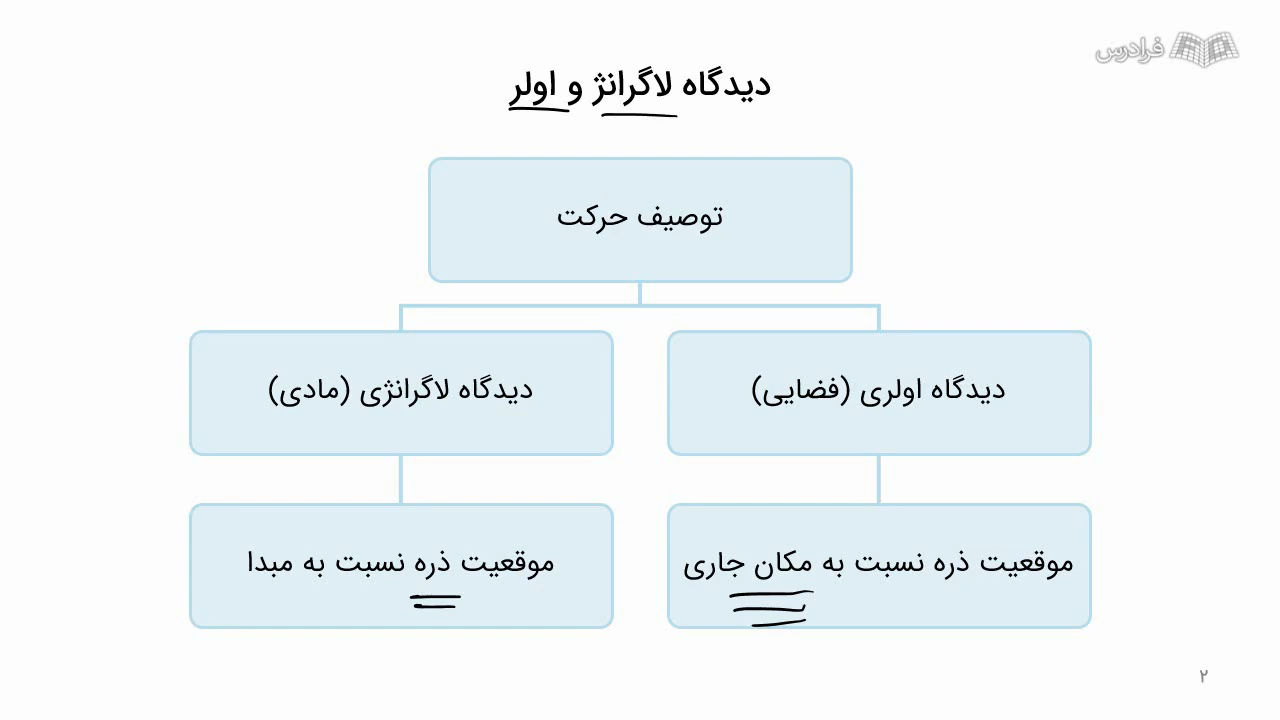 فرادرس
دیدگاه لاگرانژ و اولر
توصیف حرکت
دیدگاه اولری (فضایی)
دیدگاه لاگرانژی (مادی)
موقعیت ذره نسبت به مکان جاری
موقعیت ذره نسبت به مبدا
۲